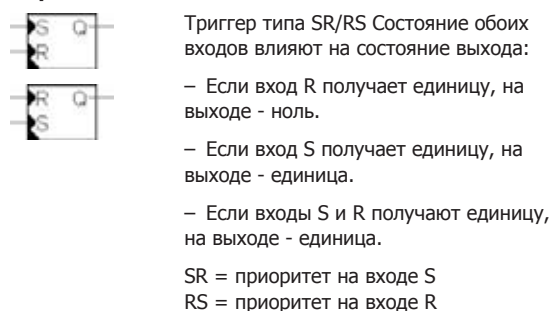 S Q
R
R Q
S
Триггер типа SR/RS Состояние обоих
входов влияют на состояние выхода:
– Если вход R получает единицу, на
выходе - ноль.
– Если вход S получает единицу, на
выходе - единица.
– Если входы S и R получают единицу,
на выходе - единица.
SR = приоритет на входе S
RS = приоритет на входе R